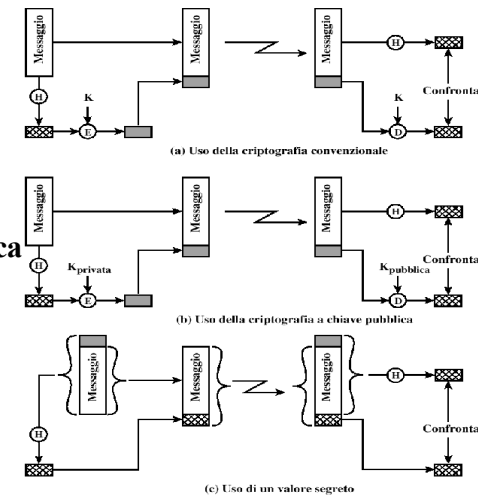 Messaggio
Messaggio
Messaggio
H
H
K
K
E
D
Confronta
(a) Uso della criptografia convenzionale
ca
Messaggio
Messaggio
Messaggio
H
H
Kprivata
Kpubblica
E
D
Confronta
(b) Uso della criptografia a chiave pubblica
Messaggio
Messaggio
Messaggio
H
H
Confronta
(c) Uso di un valore segreto